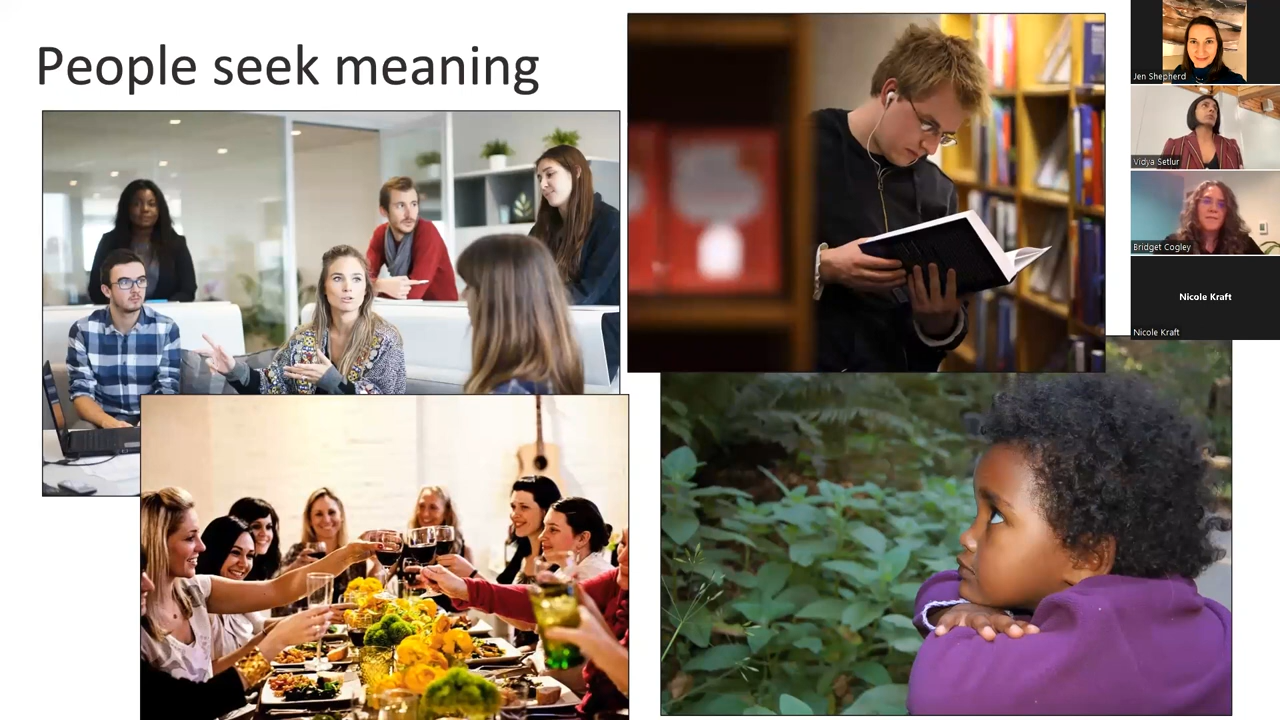 People seek meaning
Jen Shepherd
Vidya Setlur
Bridget Cogley
Nicole Kraft
Nicole Kraft